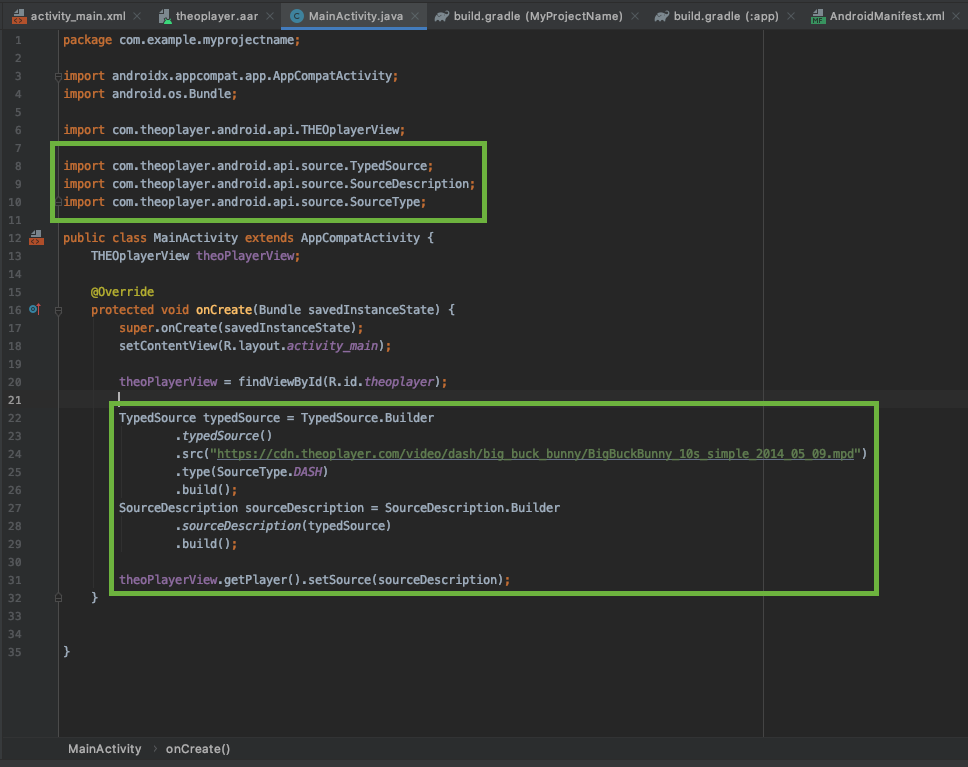 activity_main.xml theoplayer.aar MainActivity.java build.gradle (MyProjectName) build.gradle (:app) AndroidManifest.xml
1 package com.example.myprojectname;
2
3 import androidx.appcompat.app.AppCompatActivity;
4 import android.os.Bundle;
5
6 import com.theoplayer.android.api.THEOplayerView;
7
8 import com.theoplayer.android.api.source.TypedSource;
9 import com.theoplayer.android.api.source.SourceDescription;
10 import com.theoplayer.android.api.source.SourceType;
11
12 public class MainActivity extends AppCompatActivity {
13 THEOplayerView theoPlayerView;
14
15 @Override
16 protected void onCreate(Bundle savedInstanceState) {
17 super.onCreate(savedInstanceState);
18 setContentView(R.layout.activity_main);
19
20 theoPlayerView = findViewById(R.id.theoplayer);
21
22 TypedSource typedSource = TypedSource.Builder
23 .typedSource()
24 .src("https://cdn.theoplayer.com/video/dash/big_buck_bunny/BigBuckBunny_10s_simple_2014_05_09.mpd")
25 .type(SourceType.DASH)
26 .build();
27 SourceDescription sourceDescription = SourceDescription.Builder
28 .sourceDescription(typedSource)
29 .build();
30
31 theoPlayerView.getPlayer().setSource(sourceDescription);
32 }
33
34
35 }
MainActivity › onCreate()